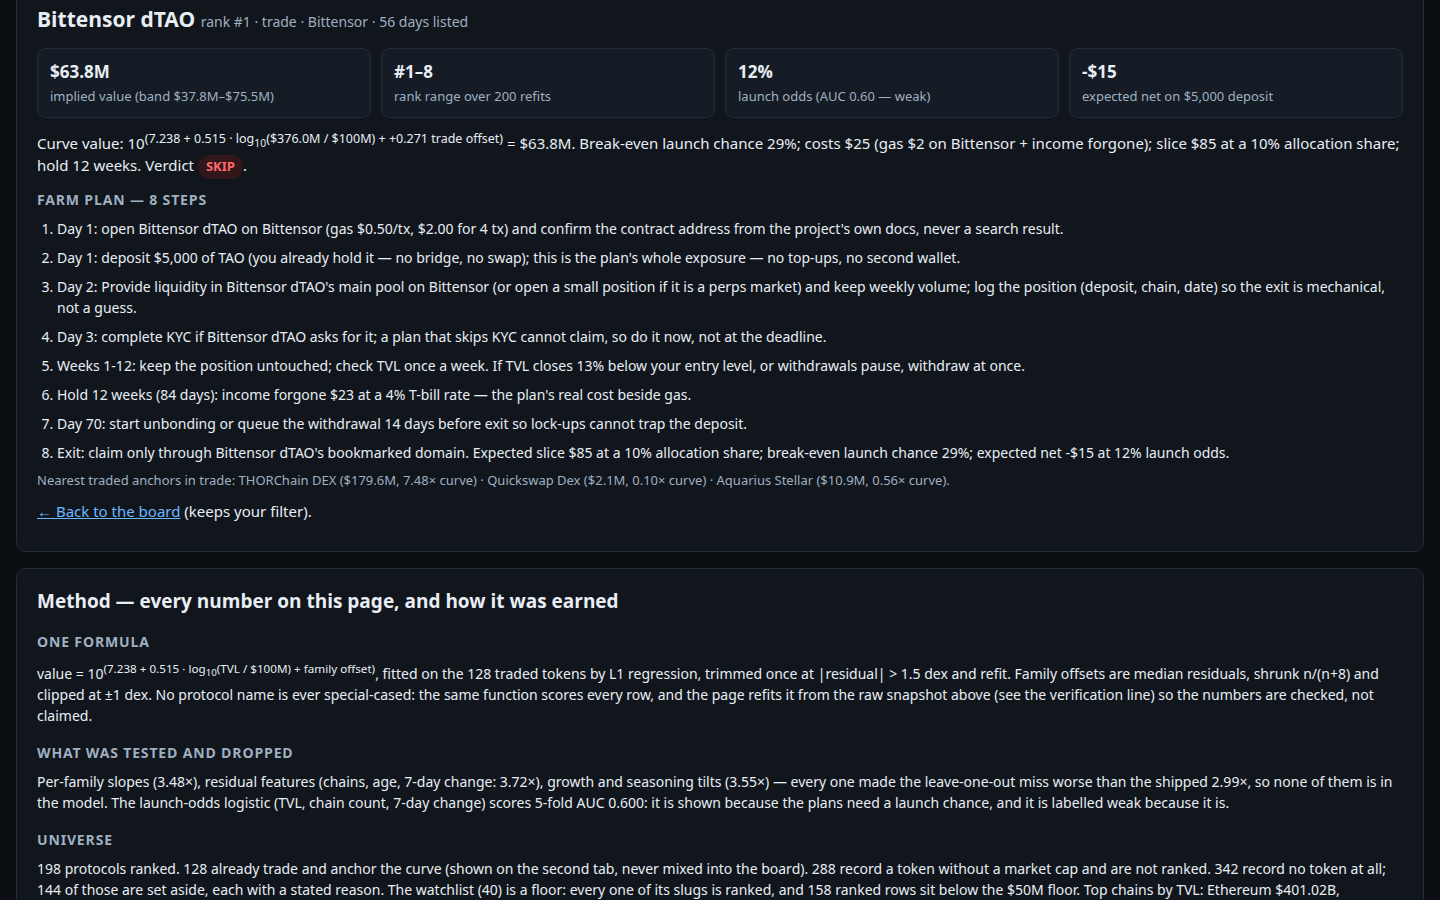 Bittensor dTAO rank #1 · trade · Bittensor · 56 days listed
$63.8M
implied value (band $37.8M–$75.5M)
#1–8
rank range over 200 refits
12%
launch odds (AUC 0.60 — weak)
-$15
expected net on $5,000 deposit
Curve value: 10(7.238 + 0.515 · log10($376.0M / $100M) + +0.271 trade offset) = $63.8M. Break-even launch chance 29%; costs $25 (gas $2 on Bittensor + income forgone); slice $85 at a 10% allocation share;
hold 12 weeks. Verdict SKIP.
FARM PLAN — 8 STEPS
1. Day 1: open Bittensor dTAO on Bittensor (gas $0.50/tx, $2.00 for 4 tx) and confirm the contract address from the project's own docs, never a search result.
2. Day 1: deposit $5,000 of TAO (you already hold it — no bridge, no swap); this is the plan's whole exposure — no top-ups, no second wallet.
3. Day 2: Provide liquidity in Bittensor dTAO's main pool on Bittensor (or open a small position if it is a perps market) and keep weekly volume; log the position (deposit, chain, date) so the exit is mechanical,
not a guess.
4. Day 3: complete KYC if Bittensor dTAO asks for it; a plan that skips KYC cannot claim, so do it now, not at the deadline.
5. Weeks 1-12: keep the position untouched; check TVL once a week. If TVL closes 13% below your entry level, or withdrawals pause, withdraw at once.
6. Hold 12 weeks (84 days): income forgone $23 at a 4% T-bill rate — the plan's real cost beside gas.
7. Day 70: start unbonding or queue the withdrawal 14 days before exit so lock-ups cannot trap the deposit.
8. Exit: claim only through Bittensor dTAO's bookmarked domain. Expected slice $85 at a 10% allocation share; break-even launch chance 29%; expected net -$15 at 12% launch odds.
Nearest traded anchors in trade: THORChain DEX ($179.6M, 7.48× curve) · Quickswap Dex ($2.1M, 0.10× curve) · Aquarius Stellar ($10.9M, 0.56× curve).
← Back to the board (keeps your filter).
Method — every number on this page, and how it was earned
ONE FORMULA
value = 10(7.238 + 0.515 · log10(TVL / $100M) + family offset), fitted on the 128 traded tokens by L1 regression, trimmed once at |residual| > 1.5 dex and refit. Family offsets are median residuals, shrunk n/(n+8) and
clipped at ±1 dex. No protocol name is ever special-cased: the same function scores every row, and the page refits it from the raw snapshot above (see the verification line) so the numbers are checked, not
claimed.
WHAT WAS TESTED AND DROPPED
Per-family slopes (3.48×), residual features (chains, age, 7-day change: 3.72×), growth and seasoning tilts (3.55×) — every one made the leave-one-out miss worse than the shipped 2.99×, so none of them is in
the model. The launch-odds logistic (TVL, chain count, 7-day change) scores 5-fold AUC 0.600: it is shown because the plans need a launch chance, and it is labelled weak because it is.
UNIVERSE
198 protocols ranked. 128 already trade and anchor the curve (shown on the second tab, never mixed into the board). 288 record a token without a market cap and are not ranked. 342 record no token at all;
144 of those are set aside, each with a stated reason. The watchlist (40) is a floor: every one of its slugs is ranked, and 158 ranked rows sit below the $50M floor. Top chains by TVL: Ethereum $401.02B,